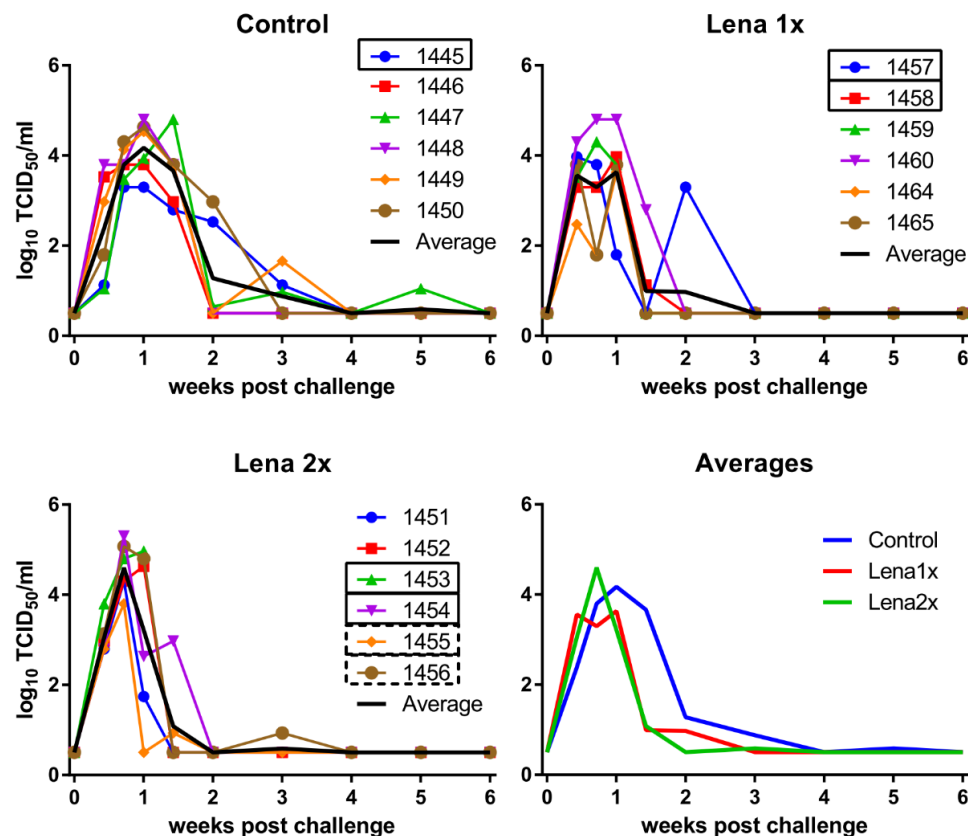 Control
log10 TCID50/ml
6
4
2
0
0 1 2 3 4 5 6
weeks post challenge
1445
1446
1447
1448
1449
1450
Average
Lena 1x
6
4
2
0
0 1 2 3 4 5 6
weeks post challenge
1457
1458
1459
1460
1464
1465
Average
Lena 2x
log10 TCID50/ml
6
4
2
0
0 1 2 3 4 5 6
weeks post challenge
1451
1452
1453
1454
1455
1456
Average
Averages
6
4
2
0
0 1 2 3 4 5 6
weeks post challenge
Control
Lena1x
Lena2x